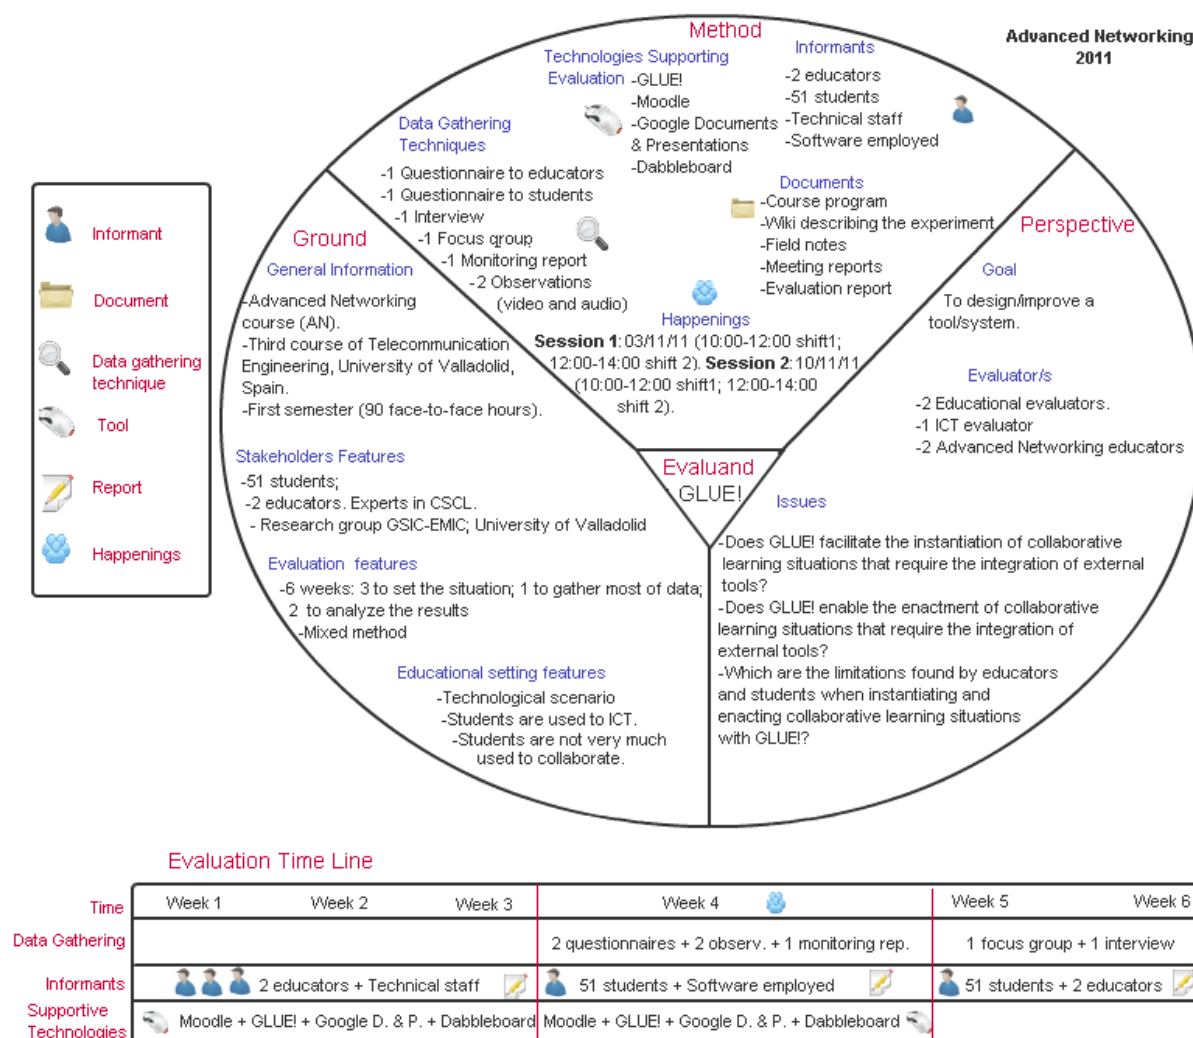 Advanced Networking
2011
Method
Technologies Supporting
Evaluation
-GLUE!
-Moodle
-Google Documents
& Presentations
-Dabbleboard
Informants
-2 educators
-51 students
-Technical staff
-Software employed
Data Gathering
Techniques
-1 Questionnaire to educators
-1 Questionnaire to students
-1 Interview
-1 Focus group
-1 Monitoring report
-2 Observations
(video and audio)
Documents
-Course program
-Wiki describing the experiment
-Field notes
-Meeting reports
-Evaluation report
Happenings
Session 1: 03/11/11 (10:00-12:00 shift1;
12:00-14:00 shift 2). Session 2: 10/11/11
(10:00-12:00 shift1; 12:00-14:00
shift 2).
Informant
Document
Data gathering
technique
Tool
Report
Happenings
Ground
General Information
-Advanced Networking
course (AN).
-Third course of Telecommunication
Engineering, University of Valladolid,
Spain.
-First semester (90 face-to-face hours).
Stakeholders Features
-51 students;
-2 educators. Experts in CSCL.
- Research group GSIC-EMIC; University of Valladolid
Evaluation features
-6 weeks: 3 to set the situation; 1 to gather most of data;
2 to analyze the results
-Mixed method
Educational setting features
-Technological scenario
-Students are used to ICT.
-Students are not very much
used to collaborate.
Evaluand
GLUE!
Perspective
Goal
To design/improve a
tool/system.
Evaluator/s
-2 Educational evaluators.
-1 ICT evaluator
-2 Advanced Networking educators
Issues
-Does GLUE! facilitate the instantiation of collaborative
learning situations that require the integration of external
tools?
-Does GLUE! enable the enactment of collaborative
learning situations that require the integration of
external tools?
-Which are the limitations found by educators
and students when instantiating and
enacting collaborative learning situations
with GLUE!?
Evaluation Time Line
Time Week 1 Week 2 Week 3 Week 4 Week 5 Week 6
Data Gathering 2 questionnaires + 2 observ. + 1 monitoring rep. 1 focus group + 1 interview
Informants 2 educators + Technical staff 51 students + Software employed 51 students + 2 educators
Supportive
Technologies Moodle + GLUE! + Google D. & P. + Dabbleboard Moodle + GLUE! + Google D. & P. + Dabbleboard